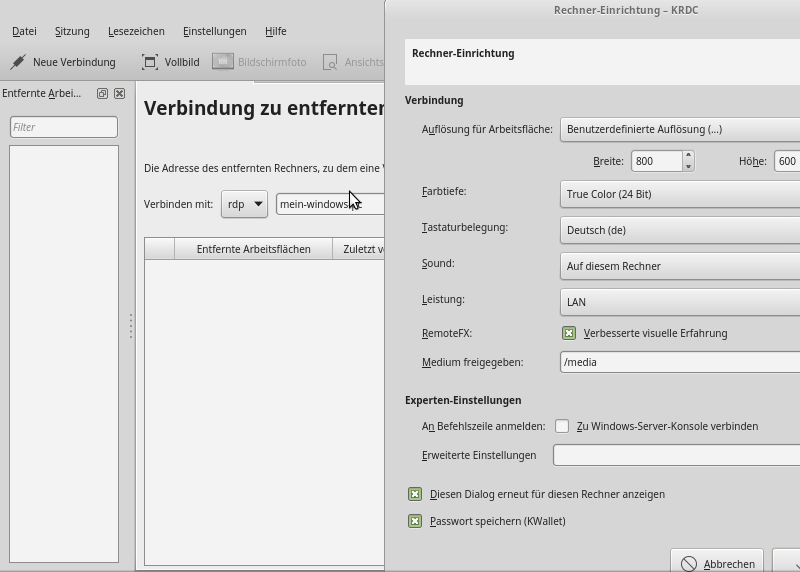 Rechner-Einrichtung – KRDC
Datei Sitzung Lesezeichen Einstellungen Hilfe
Neue Verbindung Vollbild Bildschirmfoto Ansichts
Entfernte Arbei...
Filter
Verbindung zu entfernten
Die Adresse des entfernten Rechners, zu dem eine
Verbinden mit: rdp
Entfernte Arbeitsflächen Zuletzt
Rechner-Einrichtung
Verbindung
Auflösung für Arbeitsfläche: Benutzerdefinierte Auflösung (...)
Breite: 800 Höhe: 600
Farbtiefe: True Color (24 Bit)
Tastaturbelegung: Deutsch (de)
Sound: Auf diesem Rechner
Leistung: LAN
RemoteFX: Verbesserte visuelle Erfahrung
Medium freigegeben: /media
Experten-Einstellungen
An Befehlszeile anmelden: Zu Windows-Server-Konsole verbinden
Erweiterte Einstellungen
Diesen Dialog erneut für diesen Rechner anzeigen
Passwort speichern (KWallet)
Abbrechen